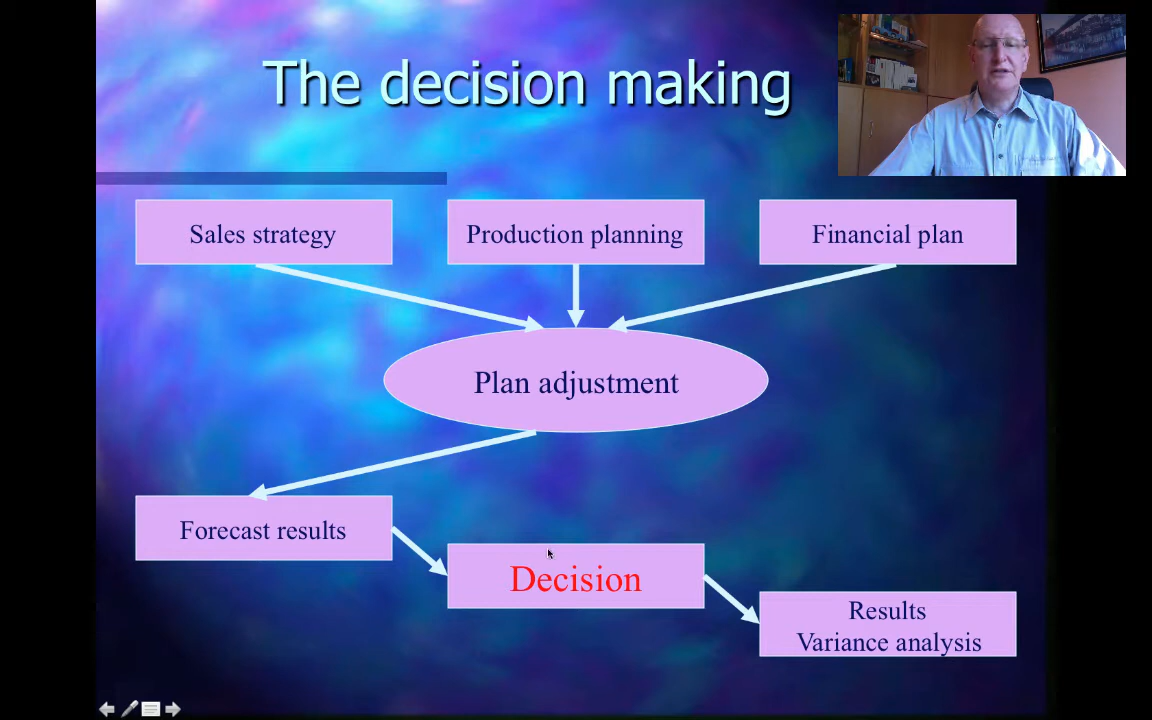 The decision making
Sales strategy
Production planning
Financial plan
Plan adjustment
Forecast results
Decision
Results
Variance analysis